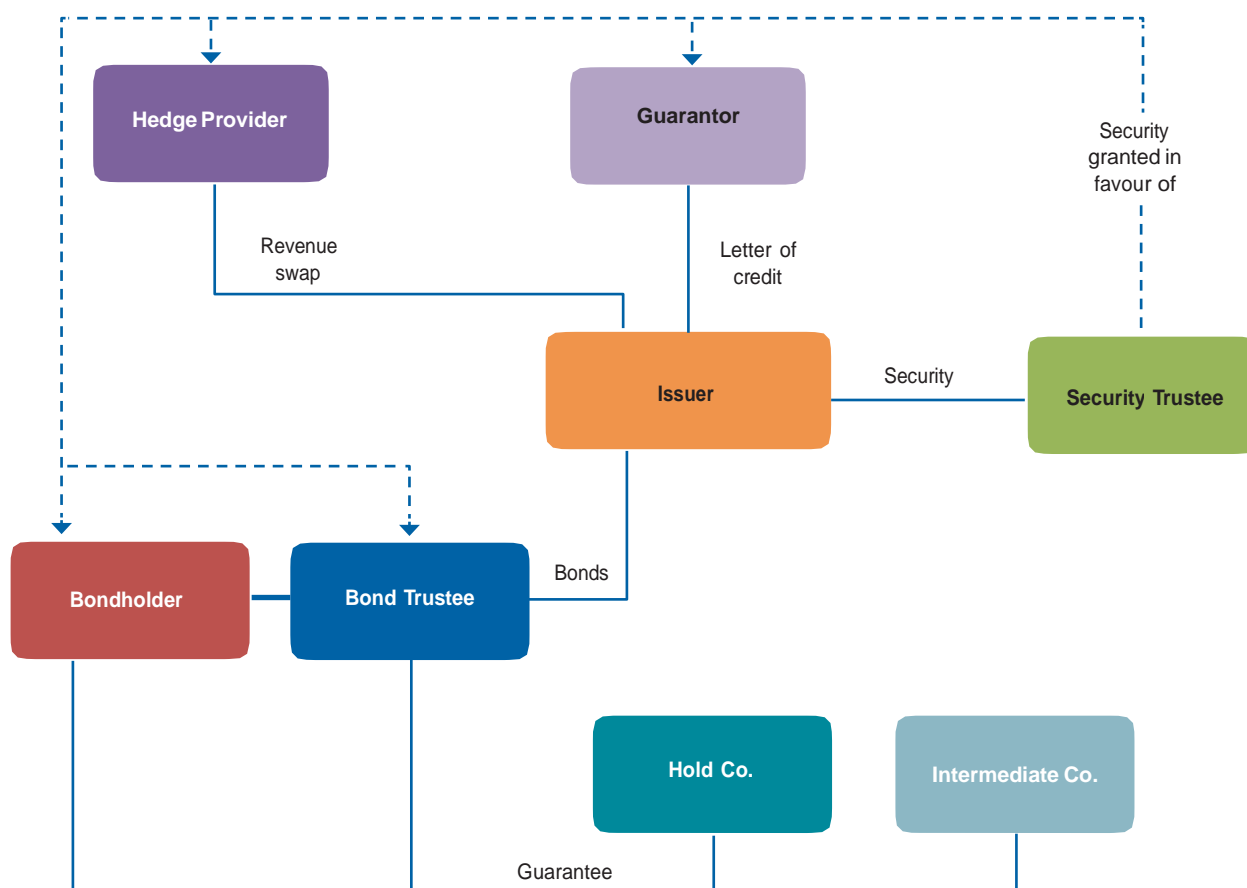 Hedge Provider
Guarantor
Security
granted in
favour of
Revenue
swap
Letter of
credit
Issuer
Security
Security Trustee
Bonds
Bondholder
Bond Trustee
Hold Co.
Intermediate Co.
Guarantee